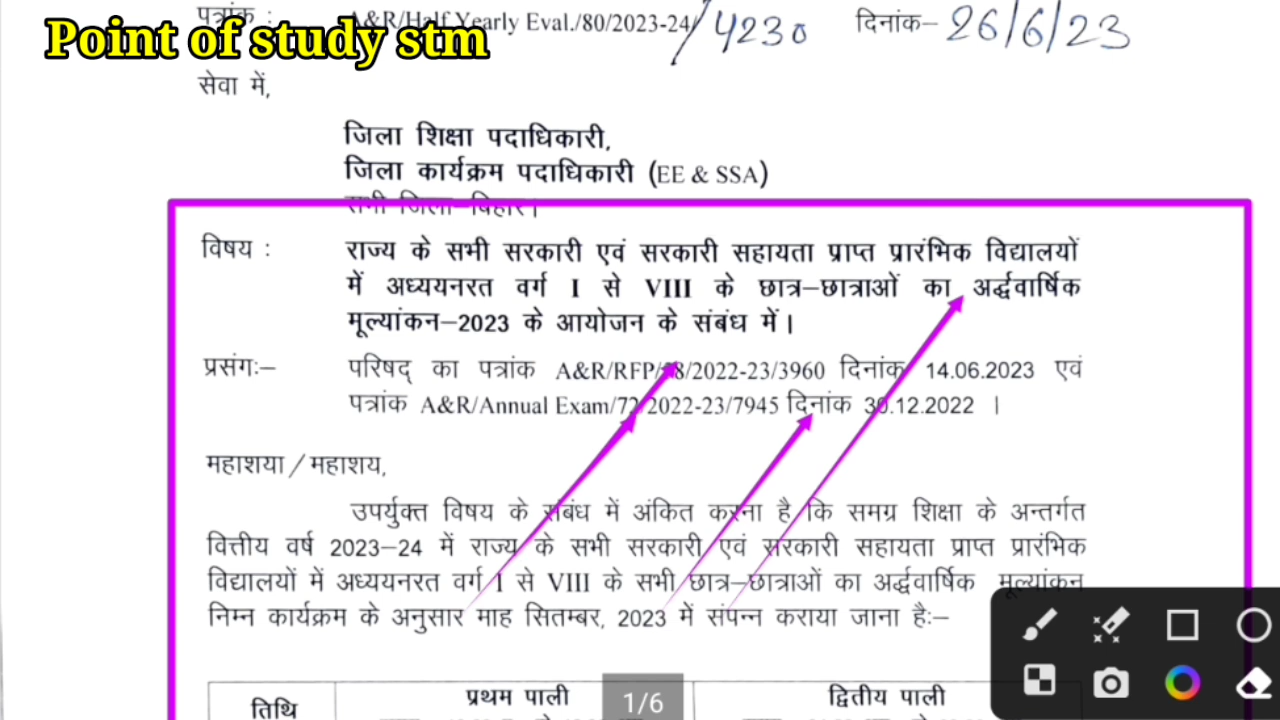 पत्रांक : A&R/Half Yearly Eval./80/2023-24/4230 दिनांक- 26/6/23
Point of study stm
सेवा में,
जिला शिक्षा पदाधिकारी,
जिला कार्यक्रम पदाधिकारी (EE & SSA)
सभी जिला-बिहार।
विषय : राज्य के सभी सरकारी एवं सरकारी सहायता प्राप्त प्रारंभिक विद्यालयों
में अध्ययनरत वर्ग I से VIII के छात्र-छात्राओं का अर्द्धवार्षिक
मूल्यांकन-2023 के आयोजन के संबंध में।
प्रसंगः- परिषद् का पत्रांक A&R/RFP/ /2022-23/3960 दिनांक 14.06.2023 एवं
पत्रांक A&R/Annual Exam/72/2022-23/7945 दिनांक 30.12.2022 ।
महाशया/महाशय,
उपर्युक्त विषय के संबंध में अंकित करना है कि समग्र शिक्षा के अन्तर्गत
वित्तीय वर्ष 2023-24 में राज्य के सभी सरकारी एवं सरकारी सहायता प्राप्त प्रारंभिक
विद्यालयों में अध्ययनरत वर्ग I से VIII के सभी छात्र-छात्राओं का अर्द्धवार्षिक मूल्यांकन
निम्न कार्यक्रम के अनुसार माह सितम्बर, 2023 में संपन्न कराया जाना हैः-
तिथि प्रथम पाली द्वितीय पाली
1/6